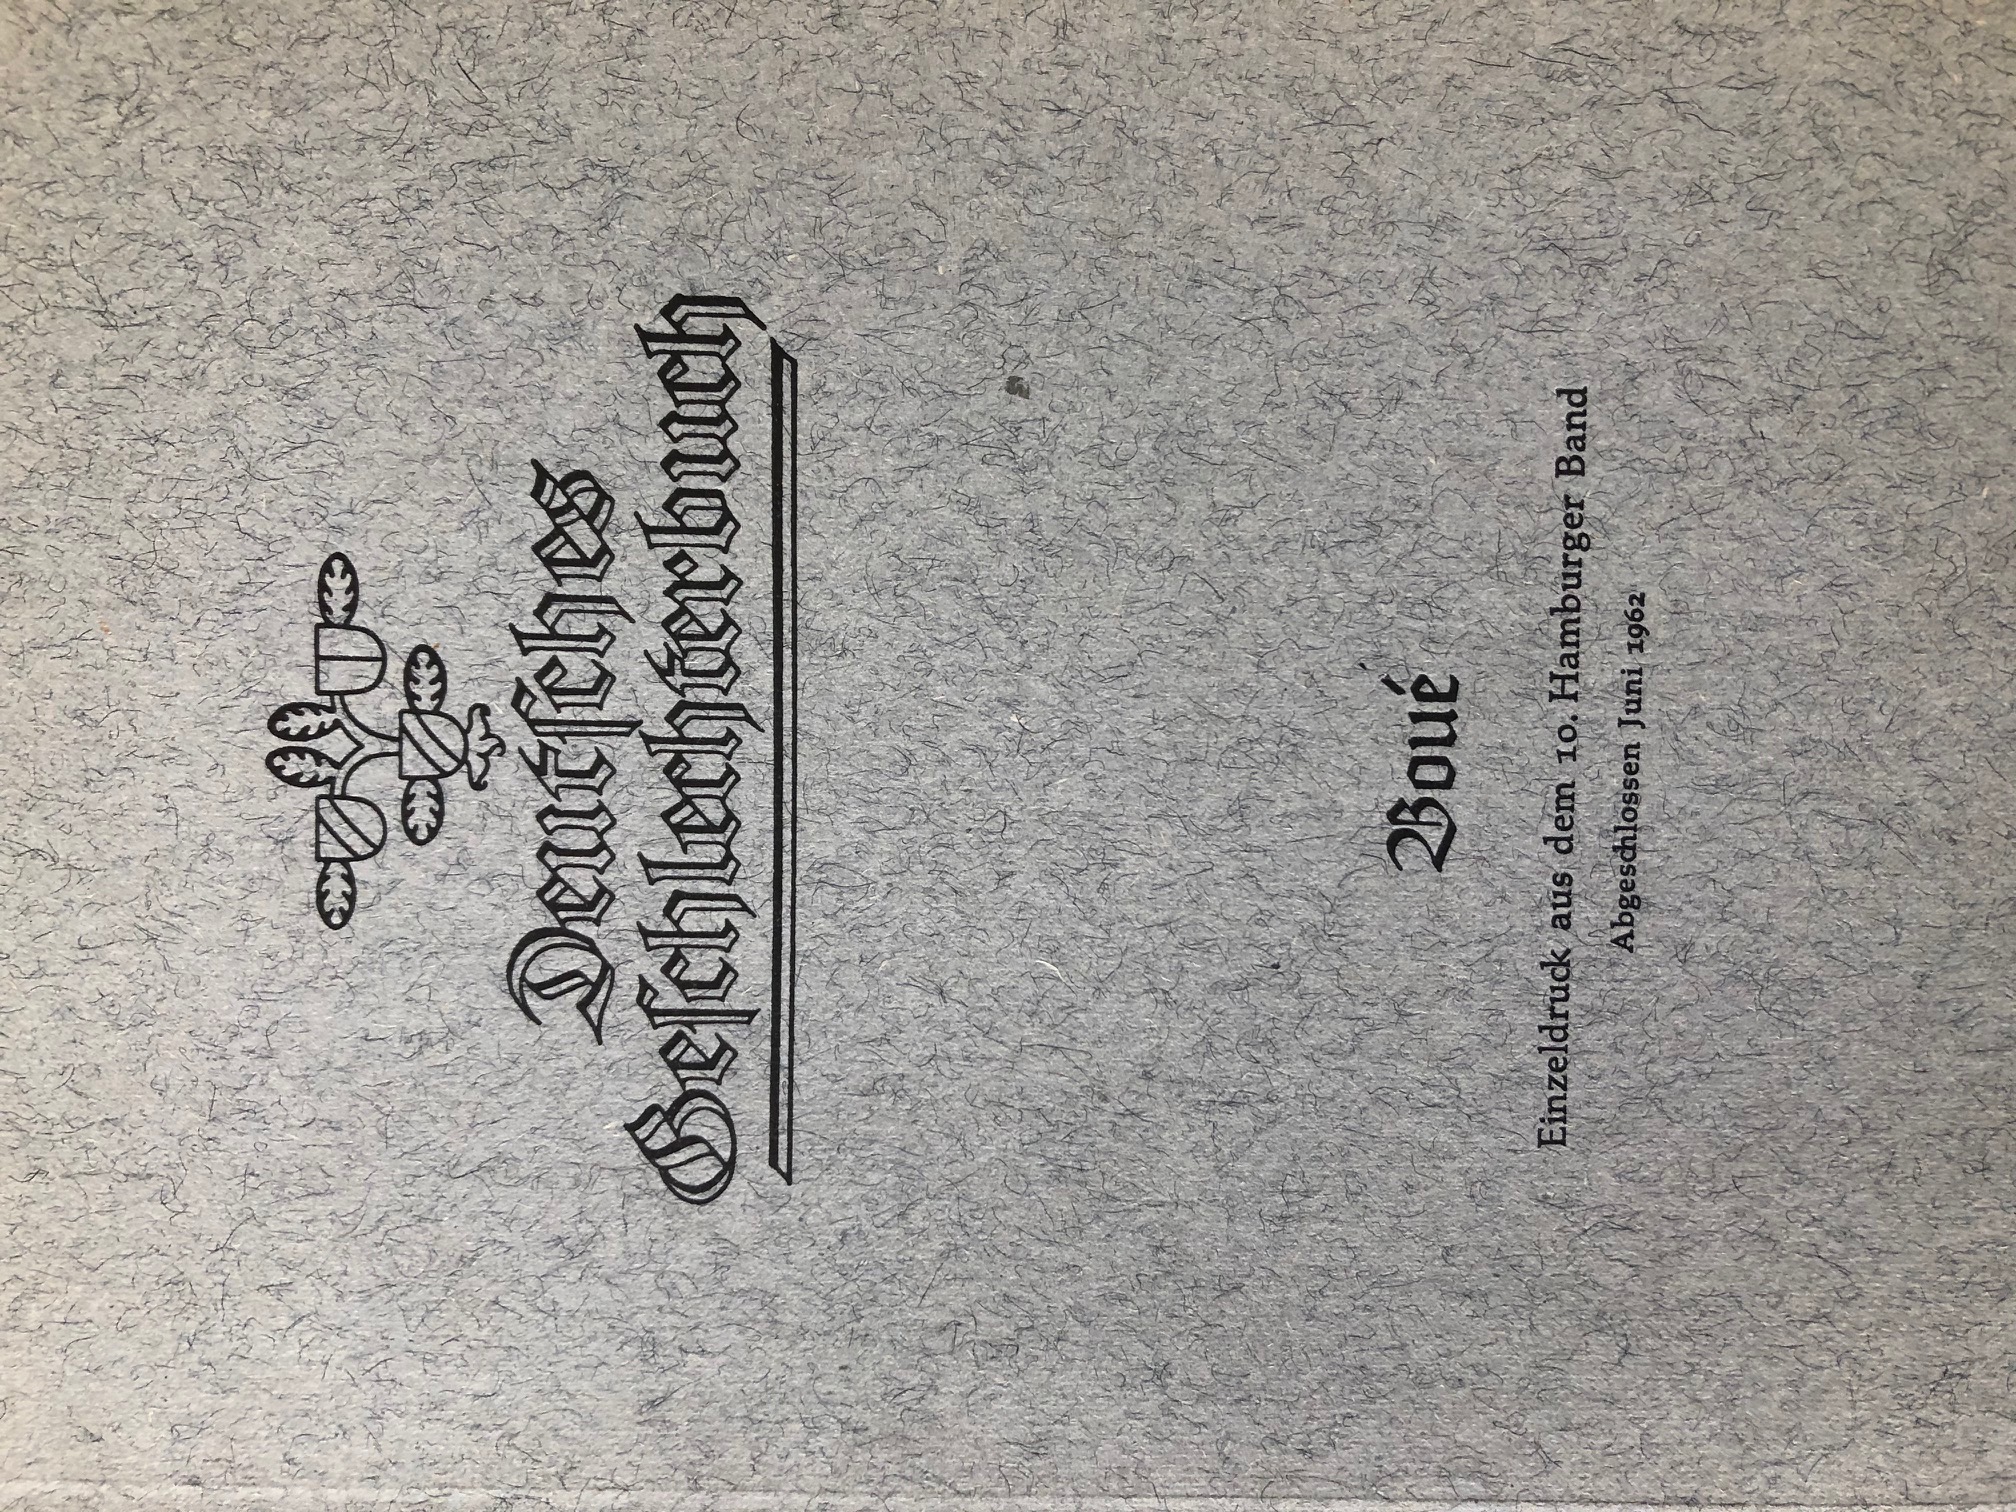 Deutſches
Geſchlechterbuch
Boué
Einzeldruck aus dem 10. Hamburger Band
Abgeschlossen Juni 1962